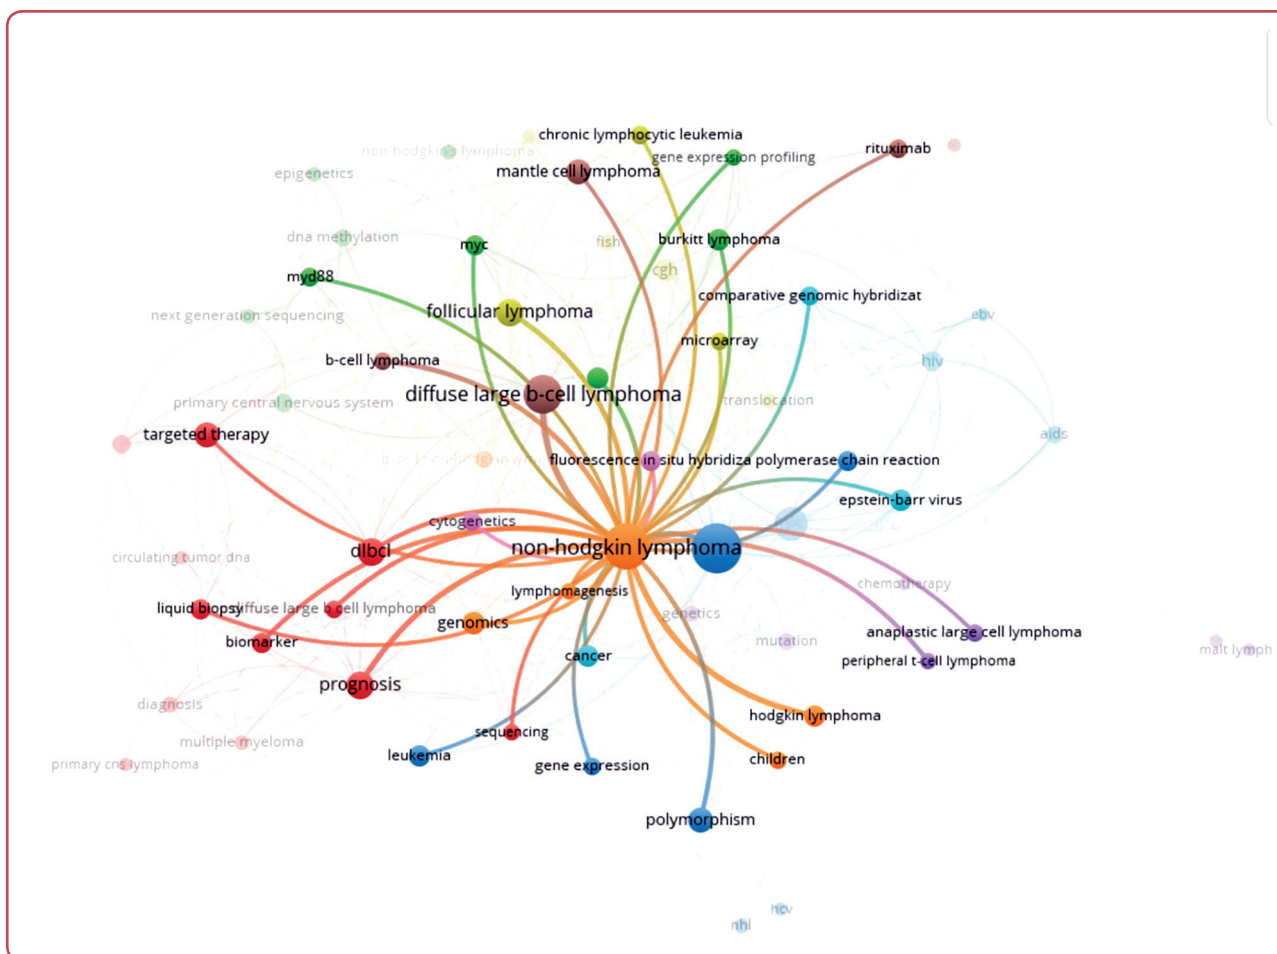 chronic lymphocytic leukemia
non-hodgkin's lymphoma
gene expression profiling
rituximab
mantle cell lymphoma
epigenetics
dna methylation
myc
fish
burkitt lymphoma
cgh
myd88
comparative genomic hybridizat
next generation sequencing
follicular lymphoma
ebv
microarray
b-cell lymphoma
hiv
diffuse large b-cell lymphoma
primary central nervous system
translocation
targeted therapy
aids
fluorescence in situ hybridiza
polymerase chain reaction
epstein-barr virus
cytogenetics
dlbcl
non-hodgkin lymphoma
circulating tumor dna
chemotherapy
lymphomagenesis
liquid biopsy
diffuse large b cell lymphoma
genetics
genomics
biomarker
mutation
anaplastic large cell lymphoma
malt lymph
cancer
peripheral t-cell lymphoma
prognosis
diagnosis
hodgkin lymphoma
multiple myeloma
sequencing
leukemia
children
primary cns lymphoma
gene expression
polymorphism
hcv
nhl